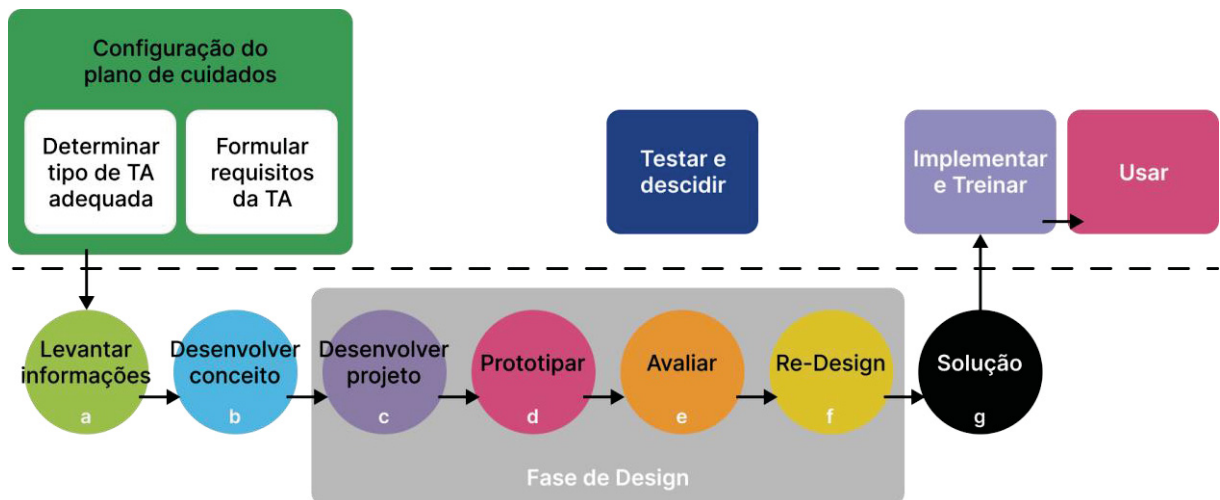 Configuração do
plano de cuidados
Determinar
tipo de TA
adequada
Formular
requisitos
da TA
Testar e
descidir
Implementar
e Treinar
Usar
Levantar
informações
a
Desenvolver
conceito
b
Desenvolver
projeto
c
Prototipar
d
Avaliar
e
Re-Design
f
Solução
g
Fase de Design